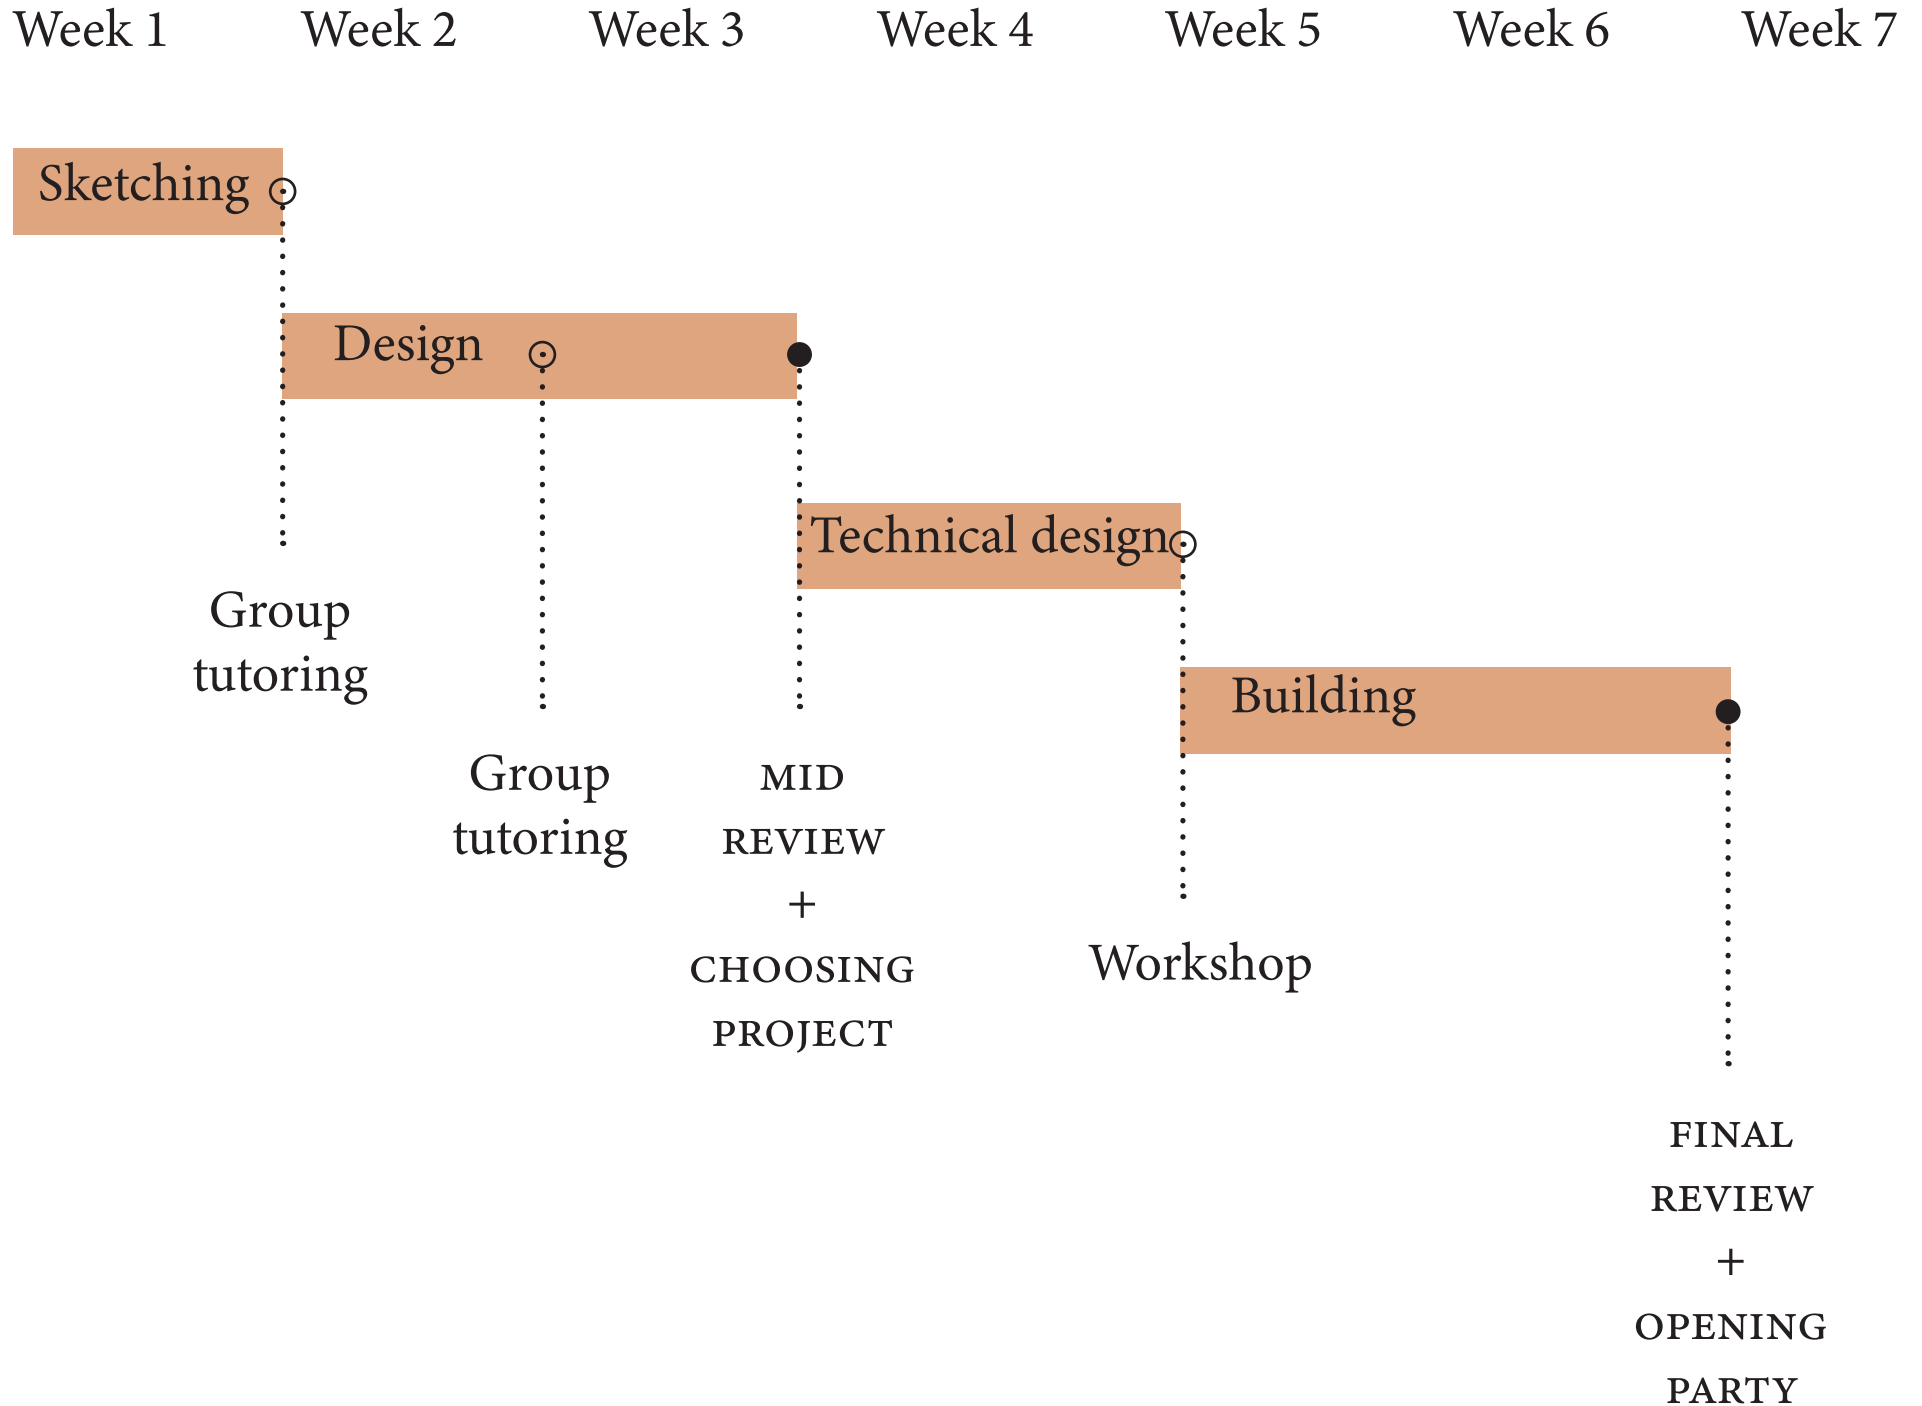 Week 1 Week 2 Week 3 Week 4 Week 5 Week 6 Week 7
Sketching
Design
Technical design
Group
tutoring
Building
Group
tutoring
MID
REVIEW
+
CHOOSING
PROJECT
Workshop
FINAL
REVIEW
+
OPENING
PARTY